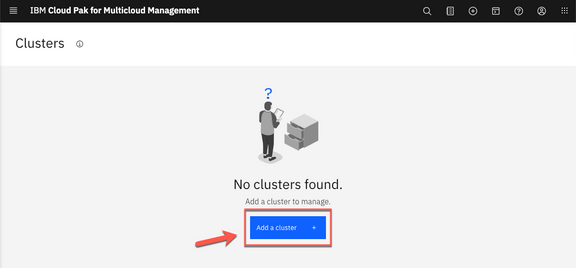 IBM Cloud Pak for Multicloud Management
Clusters
?
No clusters found.
Add a cluster to manage.
Add a cluster +